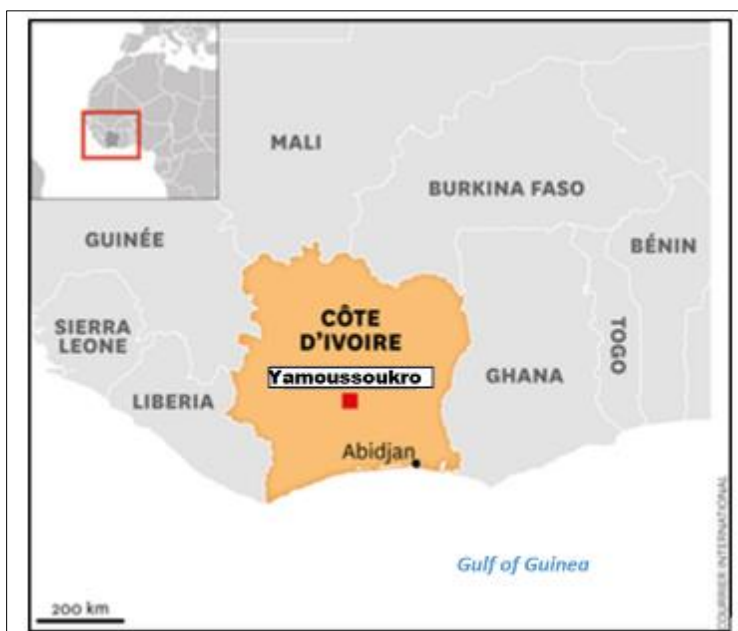 MALI
BURKINA FASO
GUINÉE
BÉNIN
CÔTE
D'IVOIRE
SIERRA
LEONE
TOGO
Yamoussoukro
GHANA
LIBERIA
Abidjan
Gulf of Guinea
200 km
COURRIER INTERNATIONAL